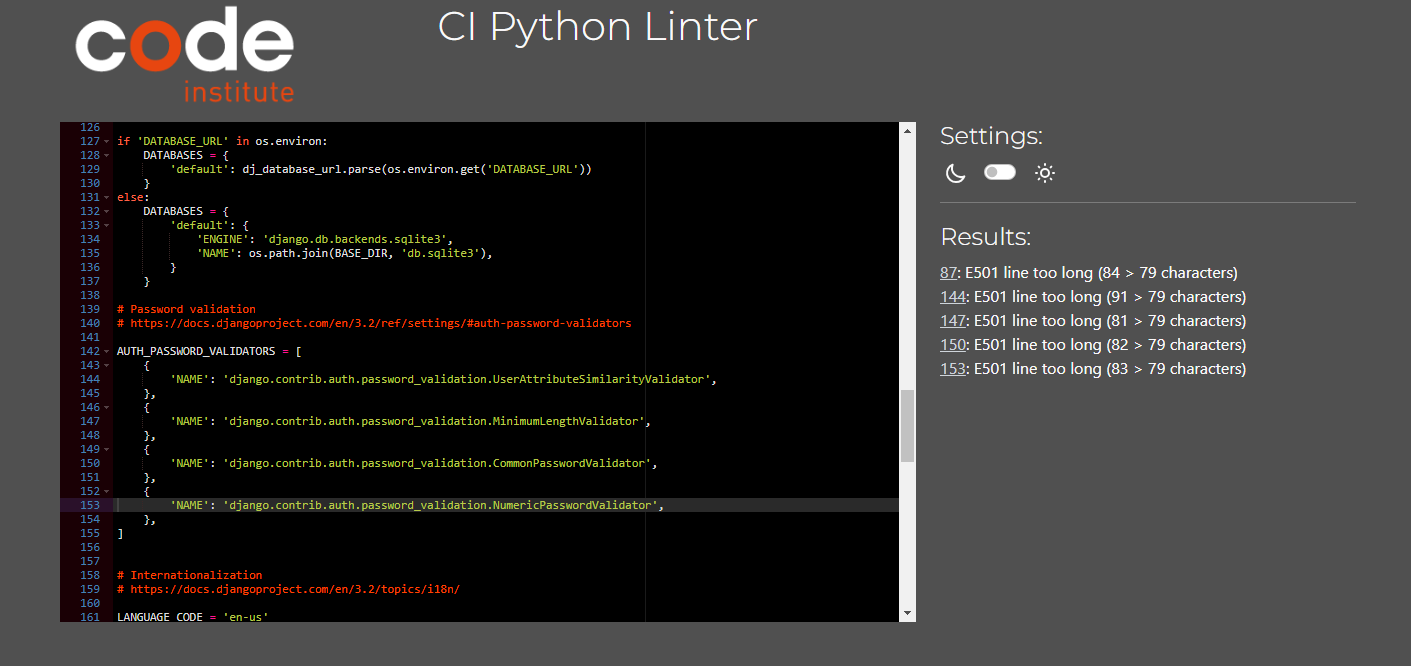 code
institute
CI Python Linter
126
127 if 'DATABASE_URL' in os.environ:
128     DATABASES = {
129         'default': dj_database_url.parse(os.environ.get('DATABASE_URL'))
130     }
131 else:
132     DATABASES = {
133         'default': {
134             'ENGINE': 'django.db.backends.sqlite3',
135             'NAME': os.path.join(BASE_DIR, 'db.sqlite3'),
136         }
137     }
138
139 # Password validation
140 # https://docs.djangoproject.com/en/3.2/ref/settings/#auth-password-validators
141
142 AUTH_PASSWORD_VALIDATORS = [
143     {
144         'NAME': 'django.contrib.auth.password_validation.UserAttributeSimilarityValidator',
145     },
146     {
147         'NAME': 'django.contrib.auth.password_validation.MinimumLengthValidator',
148     },
149     {
150         'NAME': 'django.contrib.auth.password_validation.CommonPasswordValidator',
151     },
152     {
153         'NAME': 'django.contrib.auth.password_validation.NumericPasswordValidator',
154     },
155 ]
156
157
158 # Internationalization
159 # https://docs.djangoproject.com/en/3.2/topics/i18n/
160
161 LANGUAGE_CODE = 'en-us'
Settings:
Results:
87: E501 line too long (84 > 79 characters)
144: E501 line too long (91 > 79 characters)
147: E501 line too long (81 > 79 characters)
150: E501 line too long (82 > 79 characters)
153: E501 line too long (83 > 79 characters)